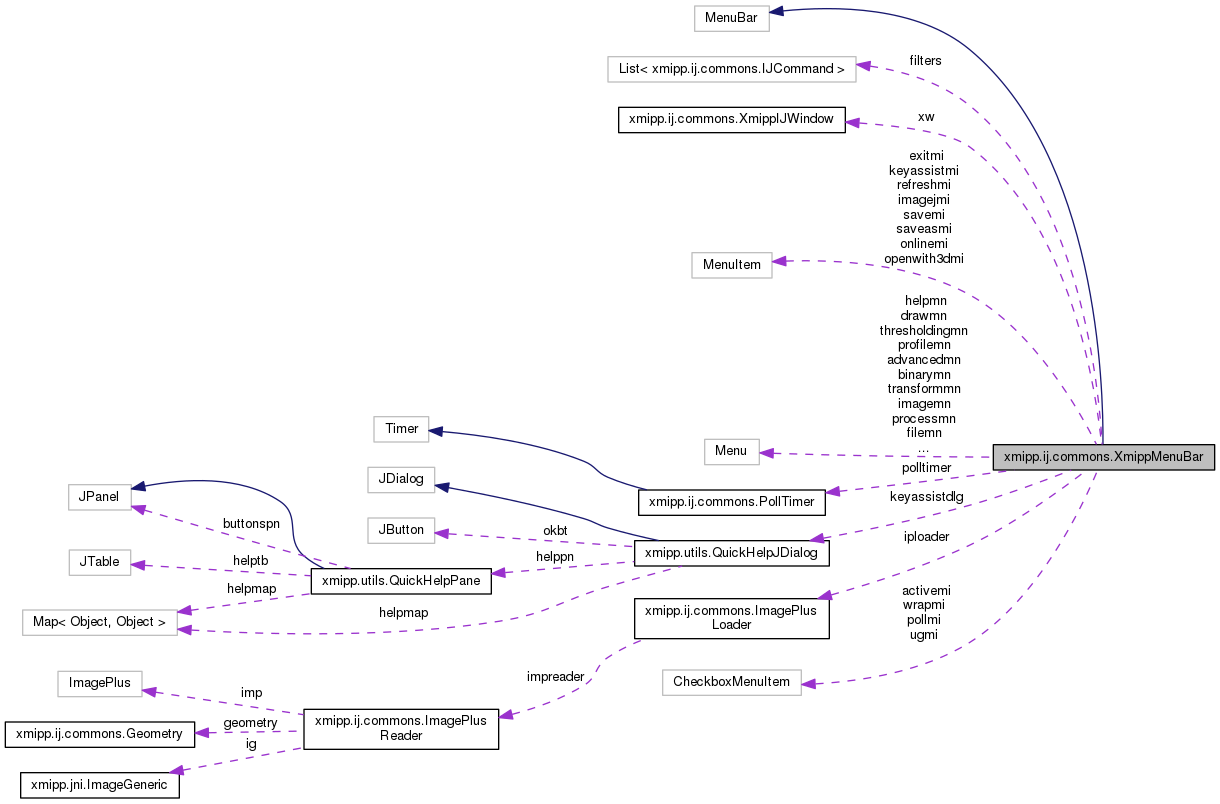 MenuBar
List< xmipp.ij.commons.IJCommand >
filters
xmipp.ij.commons.XmippIJWindow
xw
exitmi
keyassistmi
refreshmi
imagejmi
savemi
saveasmi
onlinemi
openwith3dmi
MenuItem
helpmn
drawmn
thresholdingmn
profilemn
advancedmn
binarymn
transformmn
imagemn
processmn
filemn
...
Menu
xmipp.ij.commons.XmippMenuBar
Timer
polltimer
xmipp.ij.commons.PollTimer
JDialog
keyassistdlg
JPanel
buttonspn
JButton
okbt
xmipp.utils.QuickHelpJDialog
iploader
JTable
helptb
helppn
xmipp.utils.QuickHelpPane
helpmap
Map< Object, Object >
helpmap
xmipp.ij.commons.ImagePlus
Loader
activemi
wrapmi
pollmi
ugmi
ImagePlus
imp
impreader
CheckboxMenuItem
xmipp.ij.commons.Geometry
geometry
xmipp.ij.commons.ImagePlus
Reader
ig
xmipp.jni.ImageGeneric